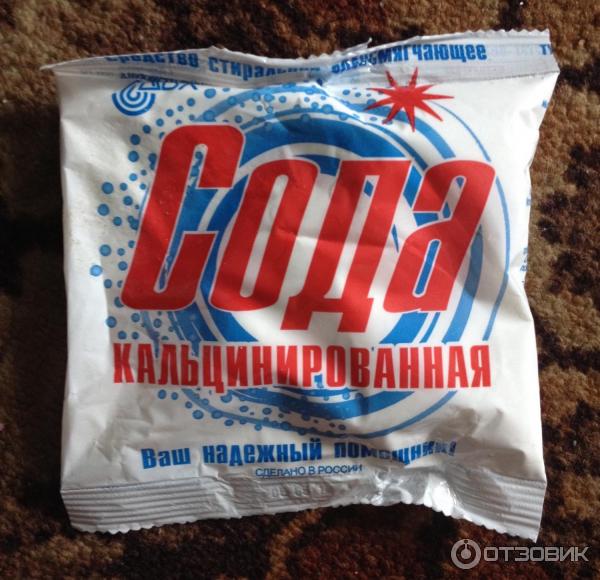 Средство стиральное водосмягчающее
Сода
КАЛЬЦИНИРОВАННАЯ
Ваш надежный помощник!
СДЕЛАНО В РОССИИ
ОТЗОВИК